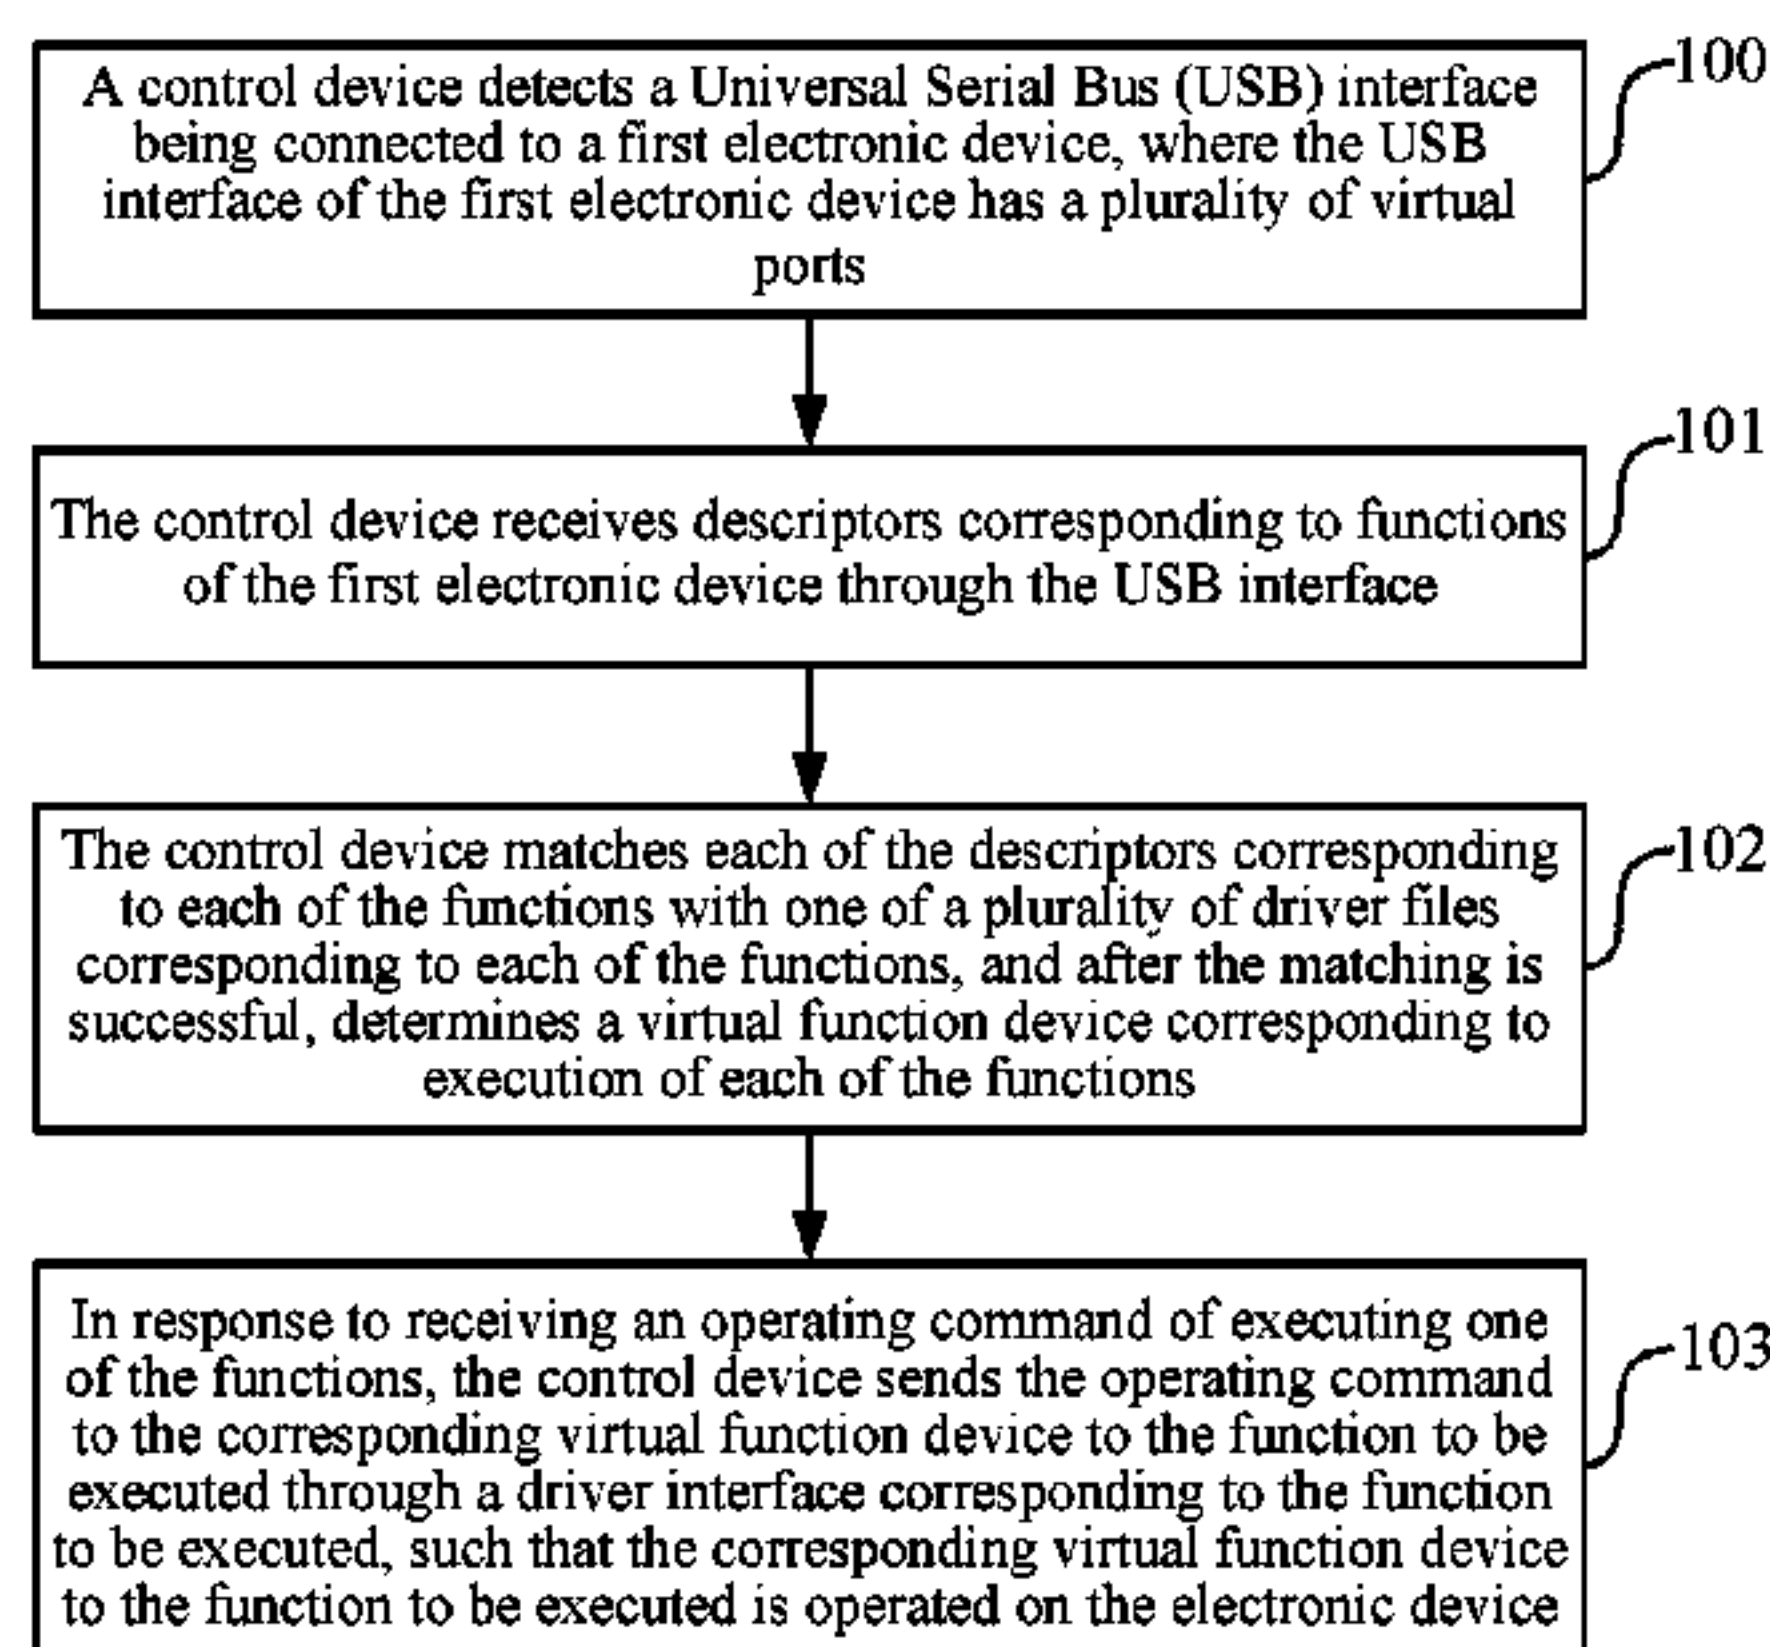 100
A control device detects a Universal Serial Bus (USB) interface
being connected to a first electronic device, where the USB
interface of the first electronic device has a plurality of virtual
ports
101
The control device receives descriptors corresponding to functions
of the first electronic device through the USB interface
102
The control device matches each of the descriptors corresponding
to each of the functions with one of a plurality of driver files
corresponding to each of the functions, and after the matching is
successful, determines a virtual function device corresponding to
execution of each of the functions
103
In response to receiving an operating command of executing one
of the functions, the control device sends the operating command
to the corresponding virtual function device to the function to be
executed through a driver interface corresponding to the function
to be executed, such that the corresponding virtual function device
to the function to be executed is operated on the electronic device